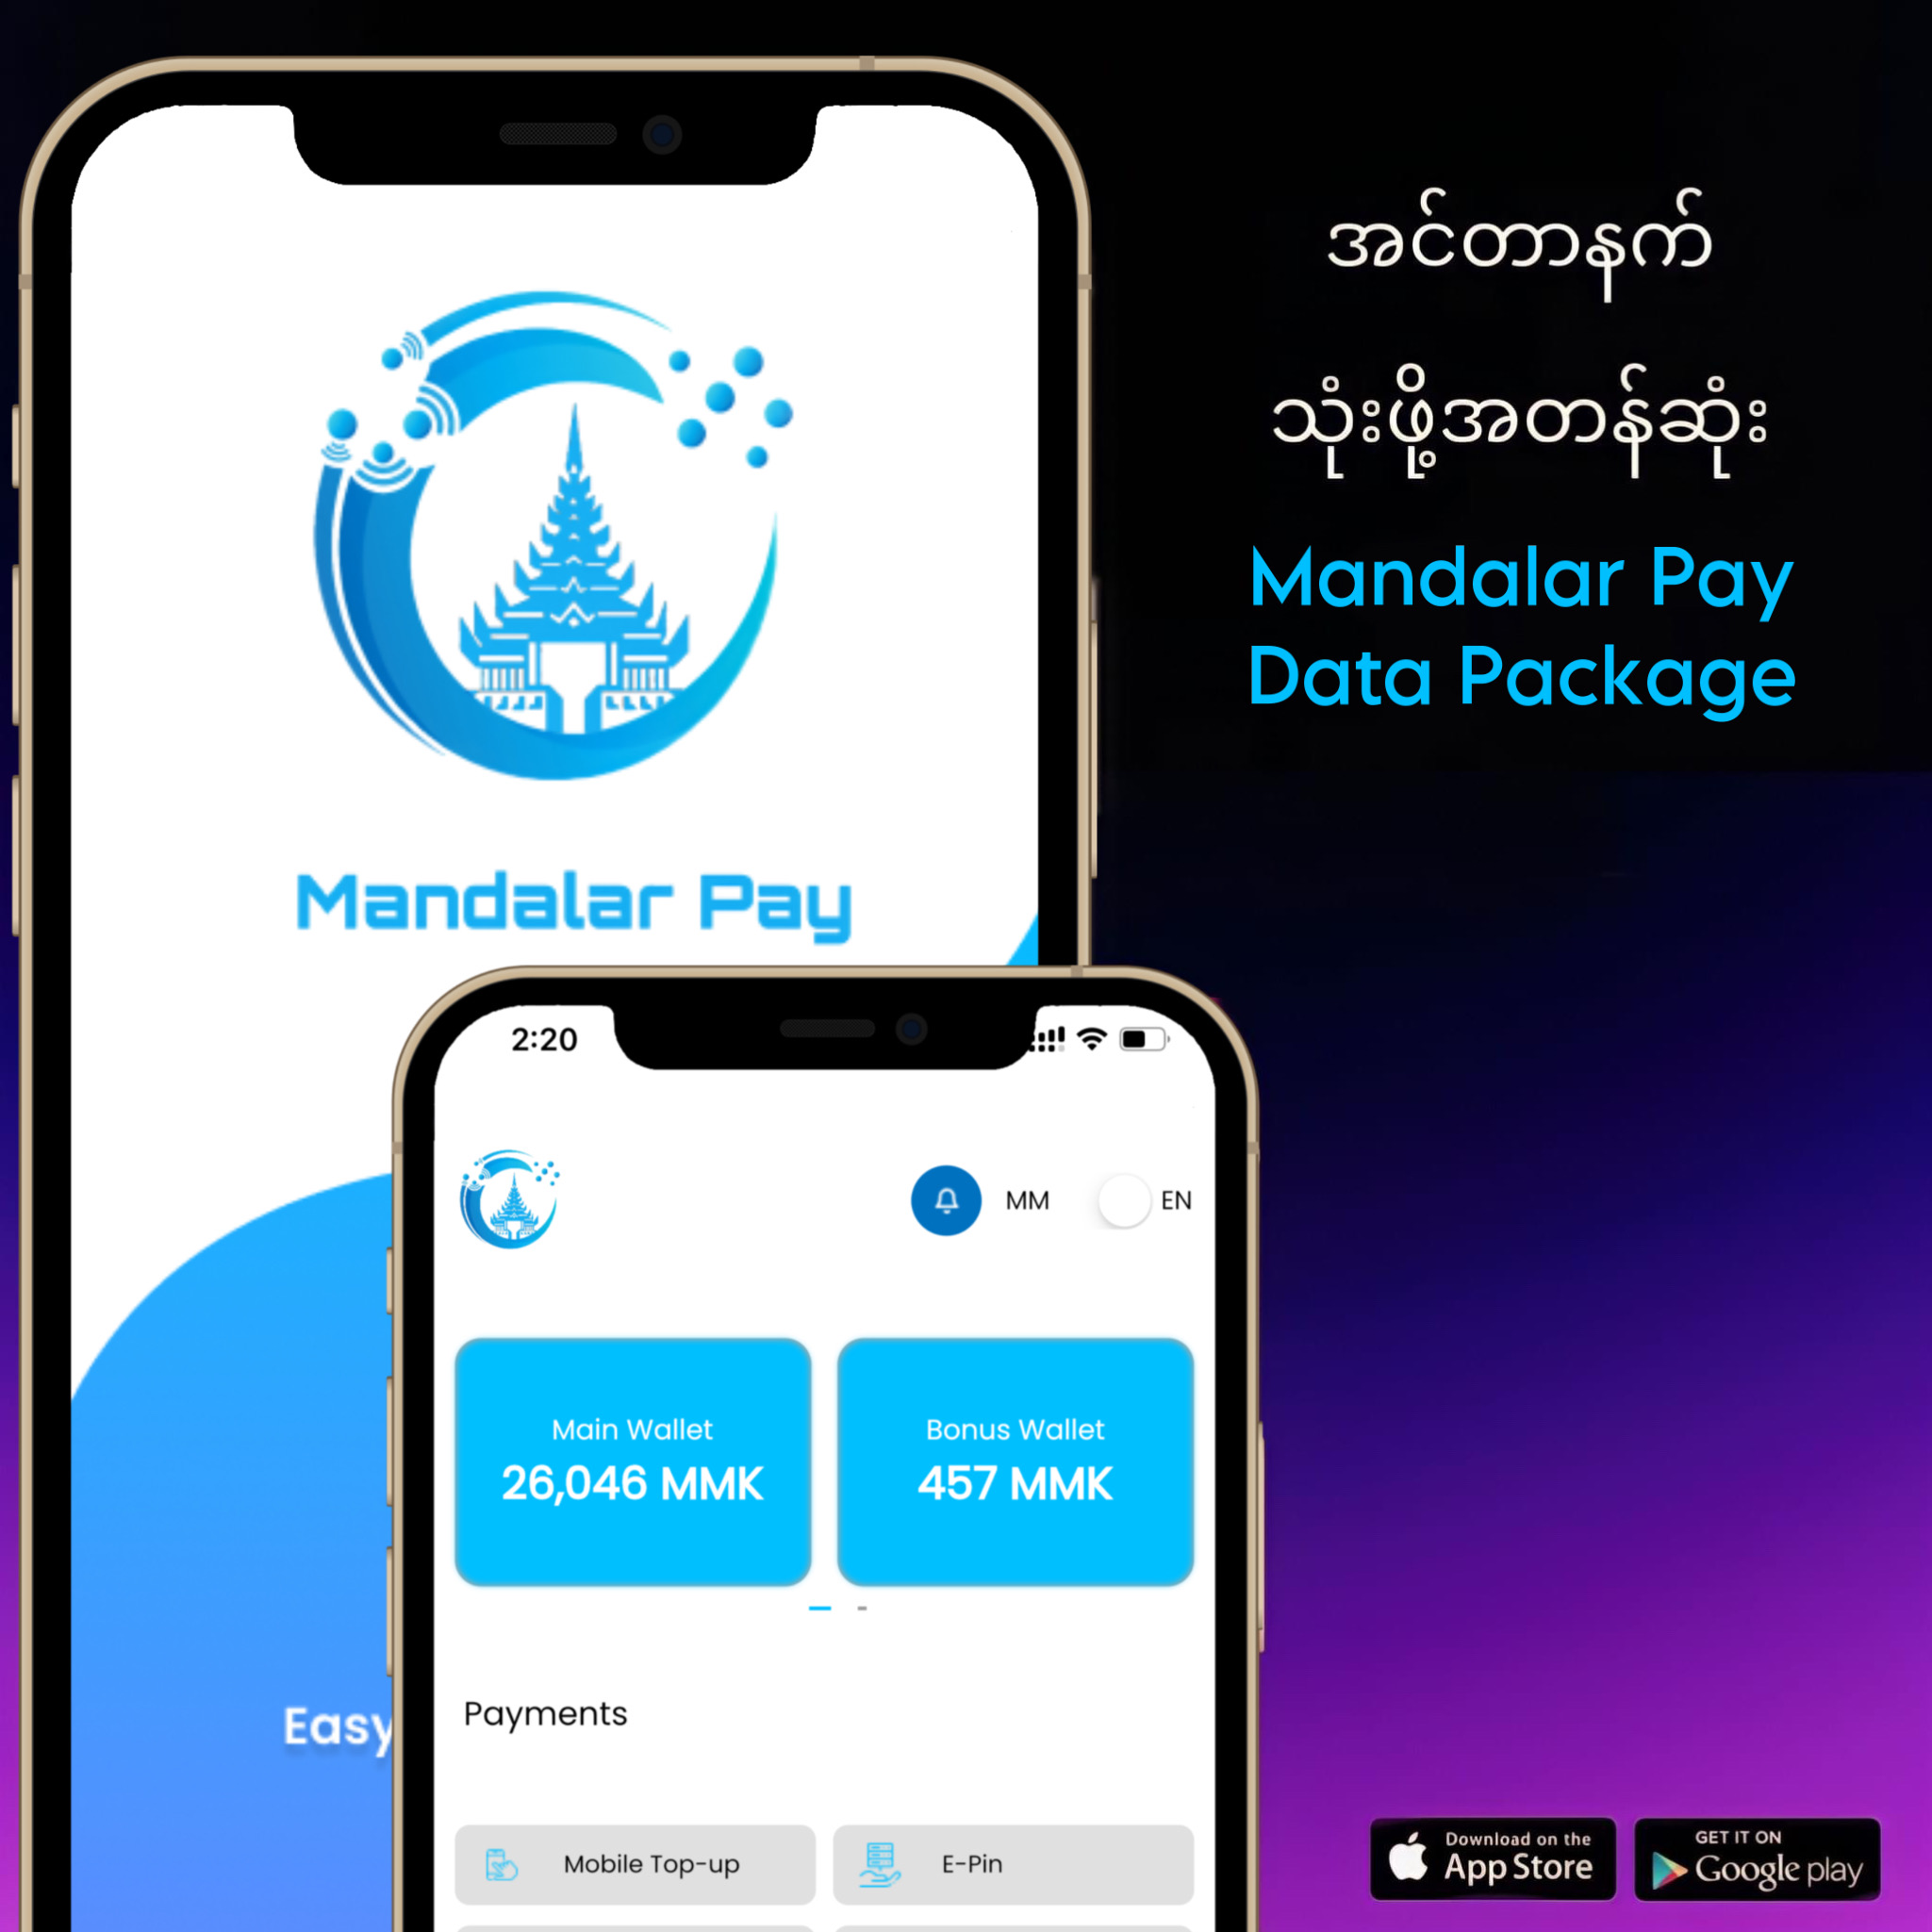 အင်တာနက်
သုံးဖို့အတန်ဆုံး
Mandalar Pay
Data Package
Mandalar Pay
Easy
2:20
MM EN
Main Wallet
26,046 MMK
Bonus Wallet
457 MMK
Payments
Mobile Top-up
E-Pin
Download on the
App Store
GET IT ON
Google play